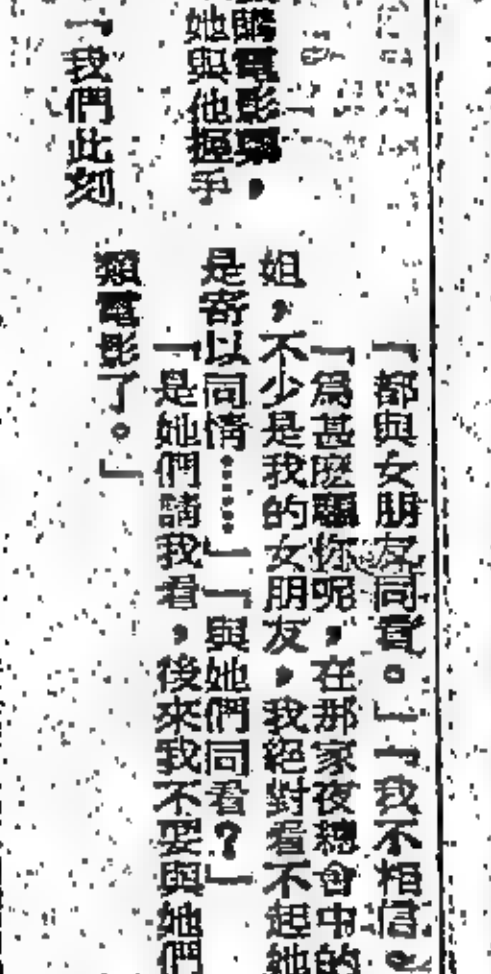 「都與女朋友同看。」「我不相信。
「爲甚麽騙你呢，在那家夜總會中的
姐，不少是我的女朋友，我絕對看不起她
是寄以同情……」「與她們同看？」
「是她們請我看，後來我不要與她們
類電影了。」
電影票，
她與他握手
「我們此刻